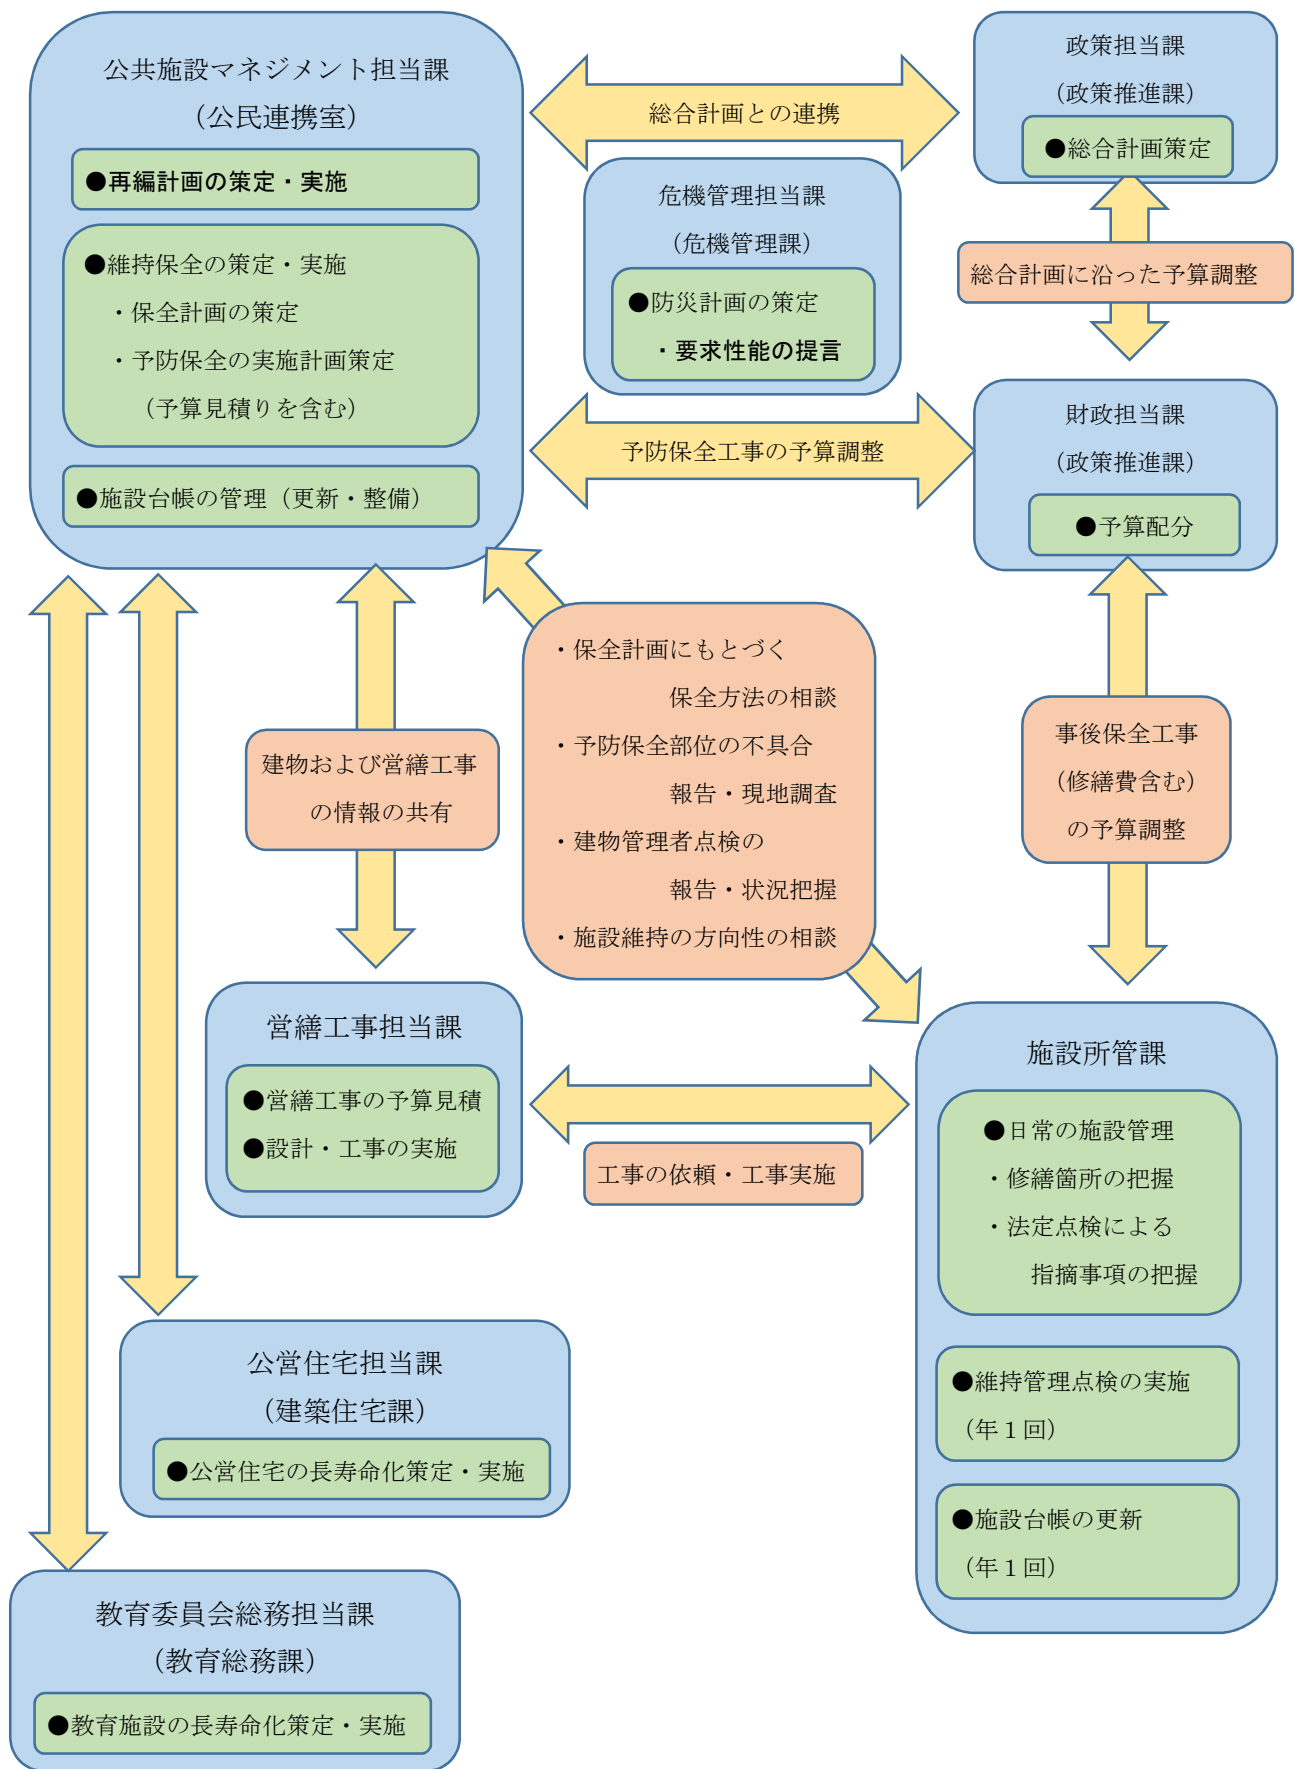 公共施設マネジメント担当課
（公民連携室）
●再編計画の策定・実施
●維持保全の策定・実施
・保全計画の策定
・予防保全の実施計画策定
（予算見積りを含む）
●施設台帳の管理（更新・整備）
総合計画との連携
政策担当課
（政策推進課）
●総合計画策定
危機管理担当課
（危機管理課）
●防災計画の策定
・要求性能の提言
総合計画に沿った予算調整
予防保全工事の予算調整
財政担当課
（政策推進課）
●予算配分
・保全計画にもとづく
保全方法の相談
・予防保全部位の不具合
報告・現地調査
・建物管理者点検の
報告・状況把握
・施設維持の方向性の相談
建物および営繕工事
の情報の共有
事後保全工事
（修繕費含む）
の予算調整
営繕工事担当課
●営繕工事の予算見積
●設計・工事の実施
工事の依頼・工事実施
施設所管課
●日常の施設管理
・修繕箇所の把握
・法定点検による
指摘事項の把握
●維持管理点検の実施
（年１回）
●施設台帳の更新
（年１回）
公営住宅担当課
（建築住宅課）
●公営住宅の長寿命化策定・実施
教育委員会総務担当課
（教育総務課）
●教育施設の長寿命化策定・実施